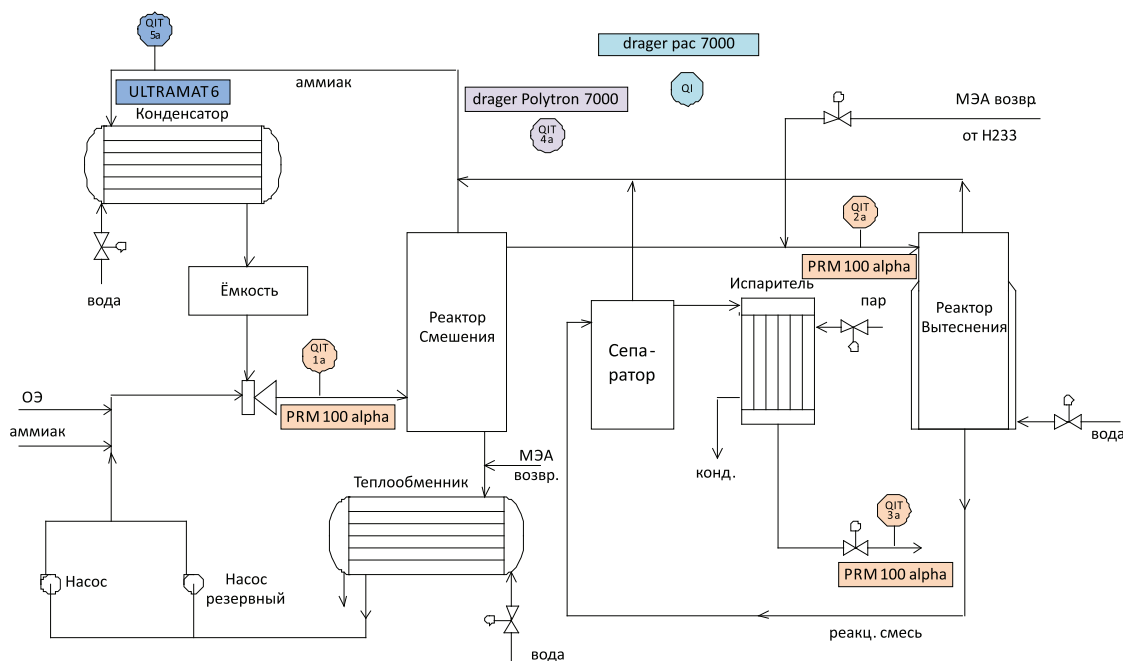 QIT
5a
drager pac 7000
аммиак
ULTRAMAT 6
drager Polytron 7000
QI
МЭА возвр.
Конденсатор
QIT
4a
от Н233
QIT
2a
PRM 100 alpha
Испаритель
вода
Ёмкость
пар
Реактор
Смешения
Реактор
Вытеснения
QIT
1a
Сепа-
ратор
ОЭ
PRM 100 alpha
аммиак
вода
МЭА
возвр.
конд.
Теплообменник
QIT
3a
Насос
Насос
резервный
PRM 100 alpha
реакц. смесь
вода